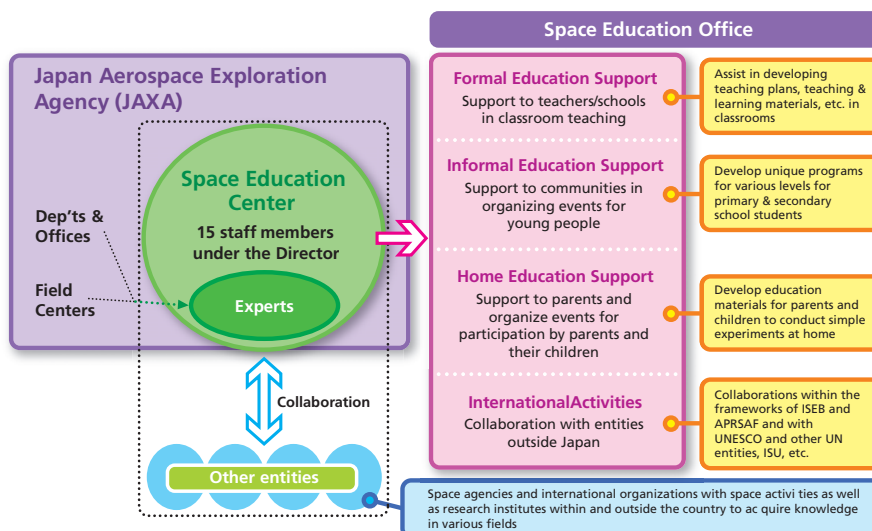 Space Education Office
Japan Aerospace Exploration
Agency (JAXA)
Space Education
Center
15 staff members
under the Director
Dep'ts &
Offices
Field
Centers
Experts
Collaboration
Other entities
Formal Education Support
Support to teachers/schools
in classroom teaching
Assist in developing
teaching plans, teaching &
learning materials, etc. in
classrooms
Informal Education Support
Support to communities in
organizing events for
young people
Develop unique programs
for various levels for
primary & secondary
school students
Home Education Support
Support to parents and
organize events for
participation by parents and
their children
Develop education
materials for parents and
children to conduct simple
experiments at home
InternationalActivities
Collaboration with entities
outside Japan
Collaborations within the
frameworks of ISEB and
APRSAF and with
UNESCO and other UN
entities, ISU, etc.
Space agencies and international organizations with space activi ties as well
as research institutes within and outside the country to ac quire knowledge
in various fields